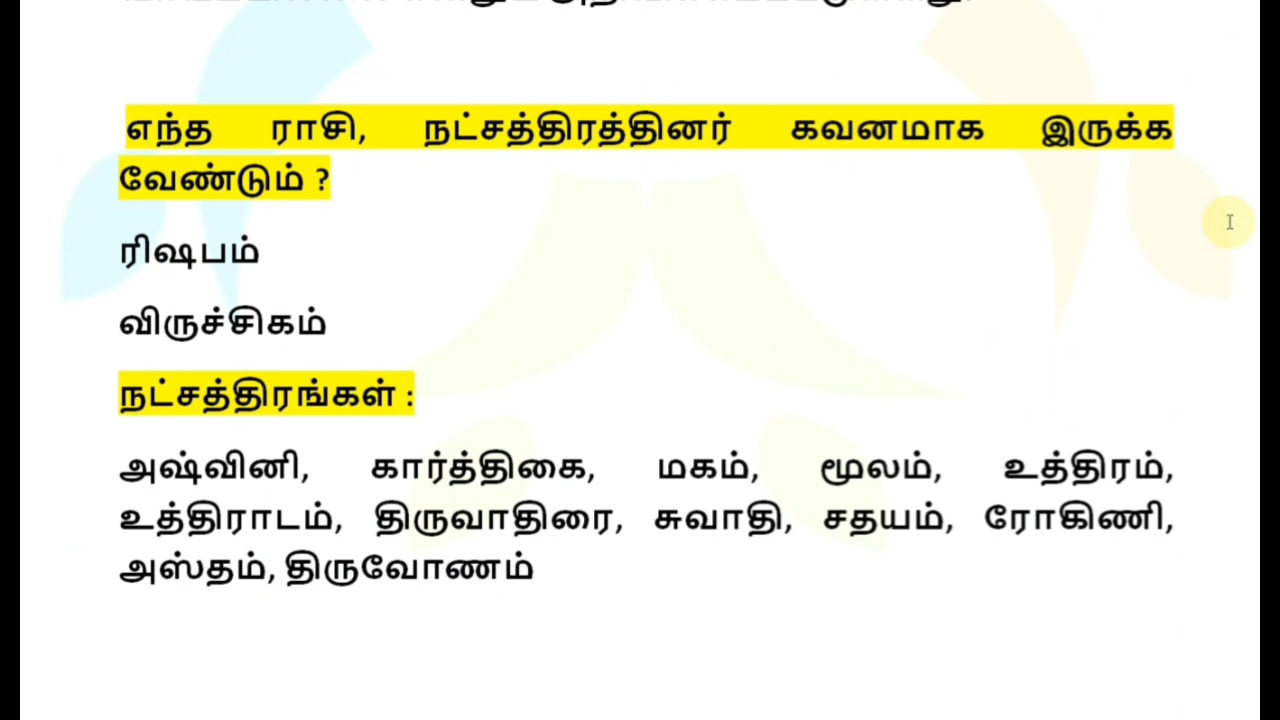 எந்த ராசி, நட்சத்திரத்தினர் கவனமாக இருக்க
வேண்டும் ?
ரிஷபம்
விருச்சிகம்
நட்சத்திரங்கள் :
அஷ்வினி, கார்த்திகை, மகம், மூலம், உத்திரம்,
உத்திராடம், திருவாதிரை, சுவாதி, சதயம், ரோகிணி,
அஸ்தம், திருவோணம்